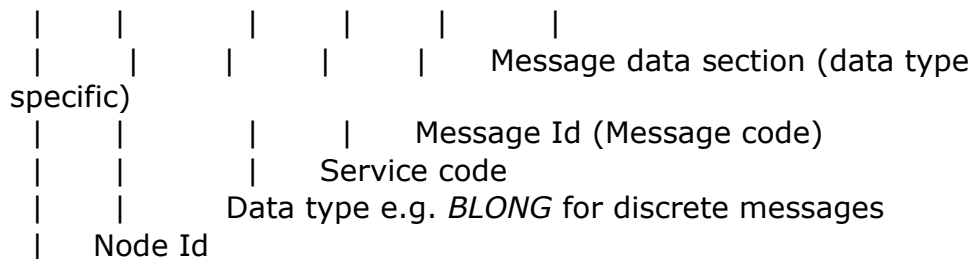 | | | | | |
| | | | | Message data section (data type
specific)
| | | | Message Id (Message code)
| | | Service code
| | Data type e.g. BLONG for discrete messages
| Node Id